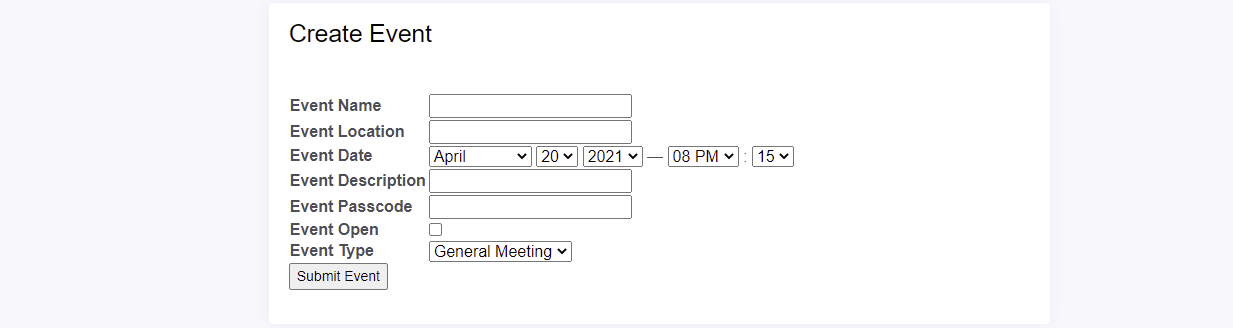 Create Event
Event Name
Event Location
Event Date April 20 2021 — 08 PM : 15
Event Description
Event Passcode
Event Open
Event Type General Meeting
Submit Event